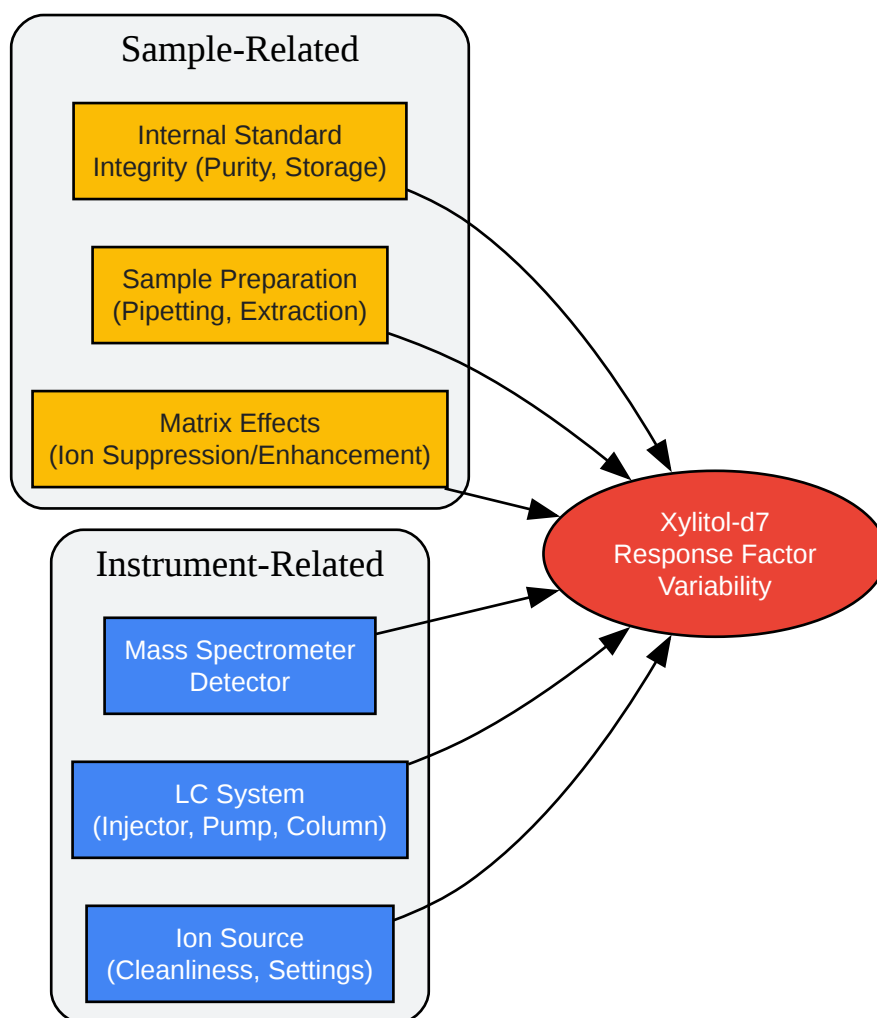 Sample-Related
Internal Standard
Integrity (Purity, Storage)
Sample Preparation
(Pipetting, Extraction)
Matrix Effects
(Ion Suppression/Enhancement)
Xylitol-d7
Response Factor
Variability
Instrument-Related
Mass Spectrometer
Detector
LC System
(Injector, Pump, Column)
Ion Source
(Cleanliness, Settings)